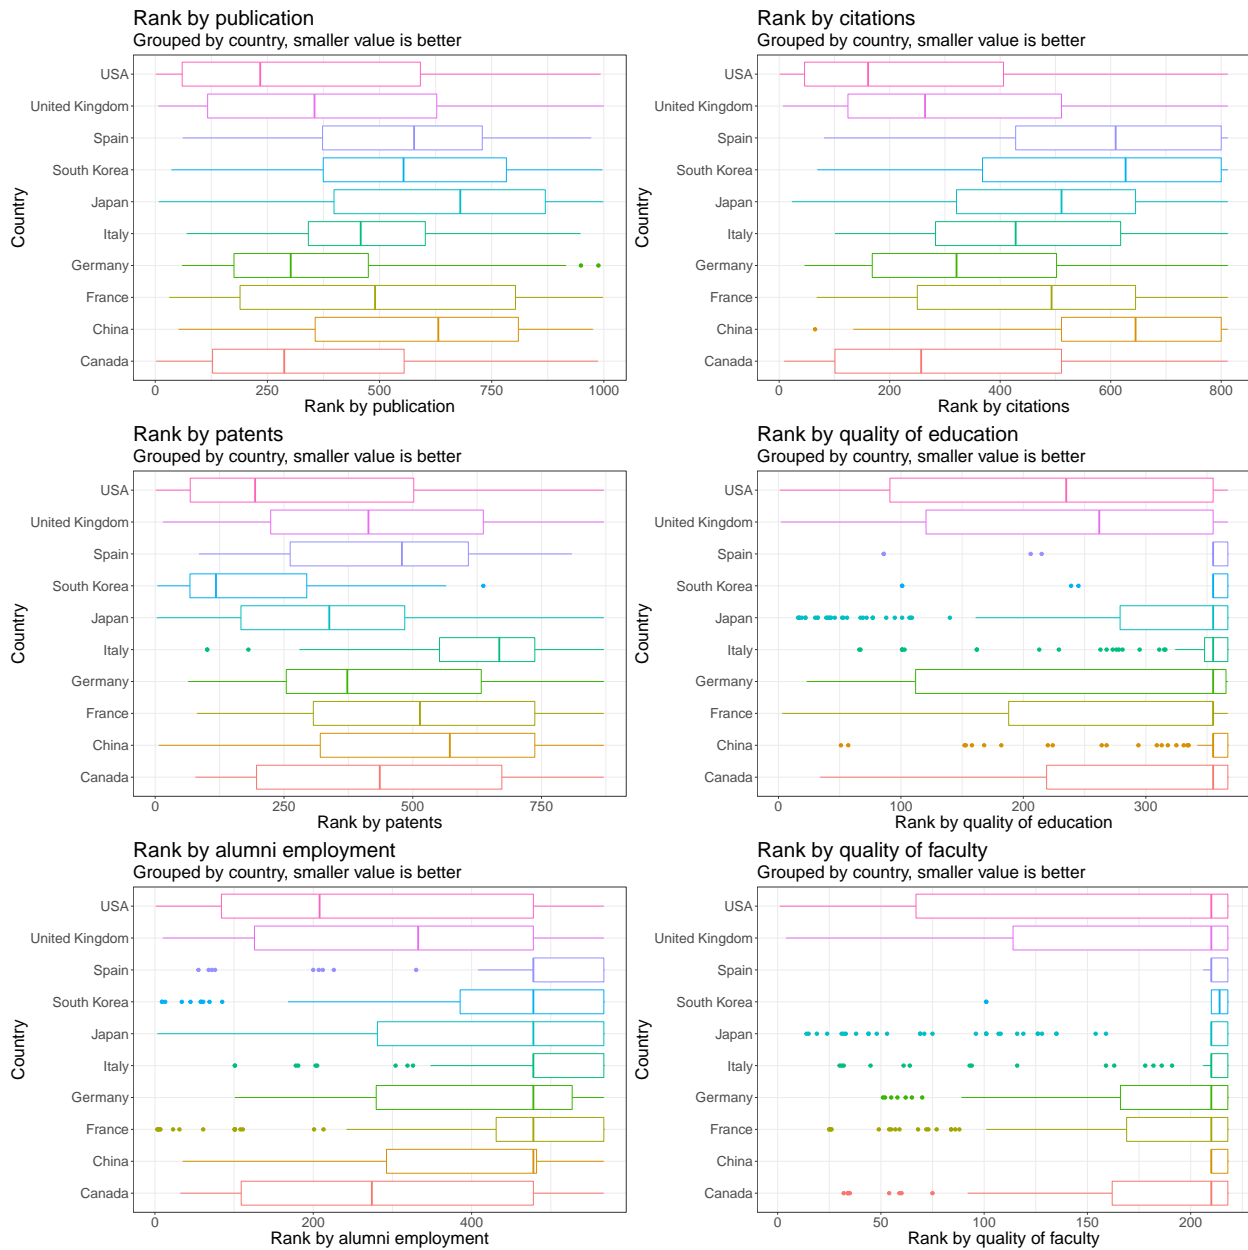 Rank by publication
Grouped by country, smaller value is better
USA
United Kingdom
Spain
South Korea
Japan
Italy
Germany
France
China
Canada
Country
0 250 500 750 1000
Rank by publication
Rank by citations
Grouped by country, smaller value is better
USA
United Kingdom
Spain
South Korea
Japan
Italy
Germany
France
China
Canada
Country
0 200 400 600 800
Rank by citations
Rank by patents
Grouped by country, smaller value is better
USA
United Kingdom
Spain
South Korea
Japan
Italy
Germany
France
China
Canada
Country
0 250 500 750
Rank by patents
Rank by quality of education
Grouped by country, smaller value is better
USA
United Kingdom
Spain
South Korea
Japan
Italy
Germany
France
China
Canada
Country
0 100 200 300
Rank by quality of education
Rank by alumni employment
Grouped by country, smaller value is better
USA
United Kingdom
Spain
South Korea
Japan
Italy
Germany
France
China
Canada
Country
0 200 400
Rank by alumni employment
Rank by quality of faculty
Grouped by country, smaller value is better
USA
United Kingdom
Spain
South Korea
Japan
Italy
Germany
France
China
Canada
Country
0 50 100 150 200
Rank by quality of faculty